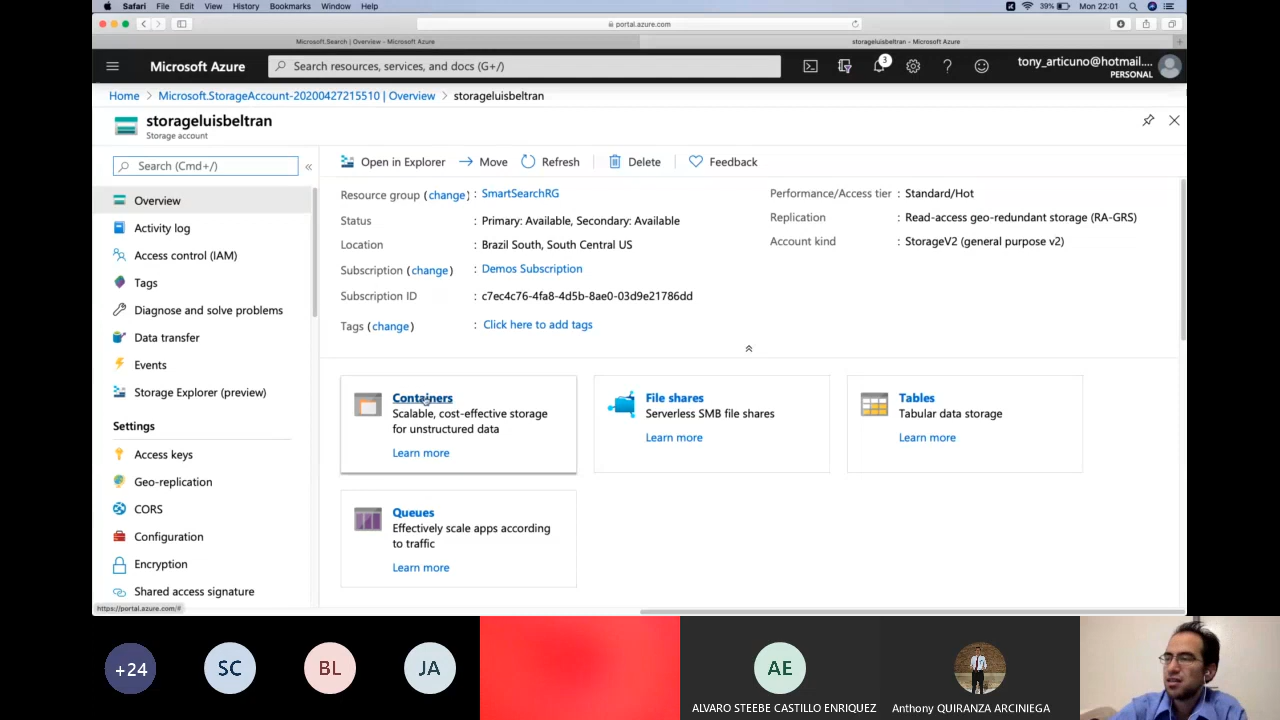 Safari File Edit View History Bookmarks Window Help 39% Mon 22:01
portal.azure.com
Microsoft.Search | Overview - Microsoft Azure storageluisbeltran - Microsoft Azure
Microsoft Azure Search resources, services, and docs (G+/) 3 tony_articuno@hotmail....
PERSONAL
Home > Microsoft.StorageAccount-20200427215510 | Overview > storageluisbeltran
storageluisbeltran
Storage account
Search (Cmd+/) «
Open in Explorer Move Refresh Delete Feedback
Overview
Activity log
Access control (IAM)
Tags
Diagnose and solve problems
Data transfer
Events
Storage Explorer (preview)
Settings
Access keys
Geo-replication
CORS
Configuration
Encryption
Shared access signature
https://portal.azure.com/#
Resource group (change) : SmartSearchRG
Status : Primary: Available, Secondary: Available
Location : Brazil South, South Central US
Subscription (change) : Demos Subscription
Subscription ID : c7ec4c76-4fa8-4d5b-8ae0-03d9e21786dd
Tags (change) : Click here to add tags
Performance/Access tier : Standard/Hot
Replication : Read-access geo-redundant storage (RA-GRS)
Account kind : StorageV2 (general purpose v2)
Containers
Scalable, cost-effective storage
for unstructured data
Learn more
File shares
Serverless SMB file shares
Learn more
Tables
Tabular data storage
Learn more
Queues
Effectively scale apps according
to traffic
Learn more
+24 SC BL JA AE
ALVARO STEEBE CASTILLO ENRIQUEZ Anthony QUIRANZA ARCINIEGA